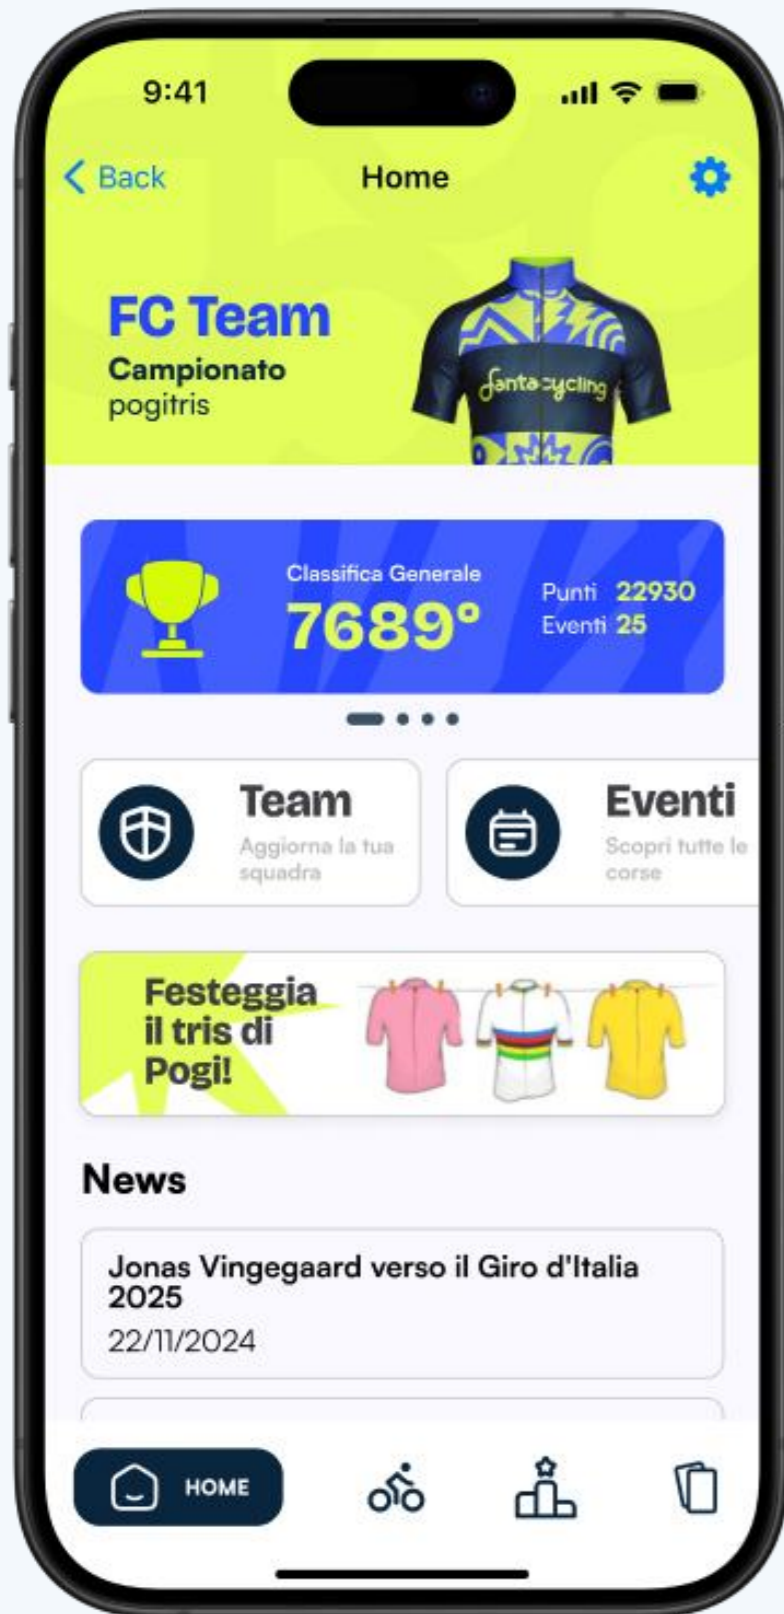 9:41
Back
Home
FC Team
Campionato
pogitris
fantacycling
Classifica Generale
7689°
Punti 22930
Eventi 25
Team
Aggiorna la tua
squadra
Eventi
Scopri tutte le
corse
Festeggia
il tris di
Pogi!
News
Jonas Vingegaard verso il Giro d'Italia
2025
22/11/2024
HOME